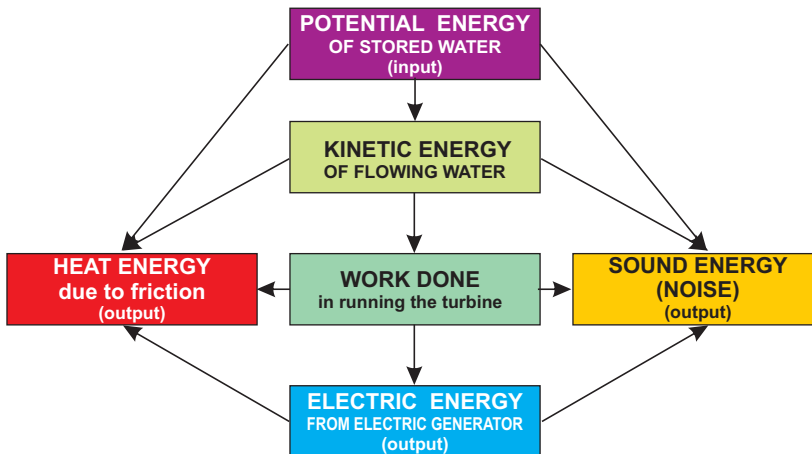 POTENTIAL ENERGY
OF STORED WATER
(input)
KINETIC ENERGY
OF FLOWING WATER
HEAT ENERGY
due to friction
(output)
WORK DONE
in running the turbine
SOUND ENERGY
(NOISE)
(output)
ELECTRIC ENERGY
FROM ELECTRIC GENERATOR
(output)